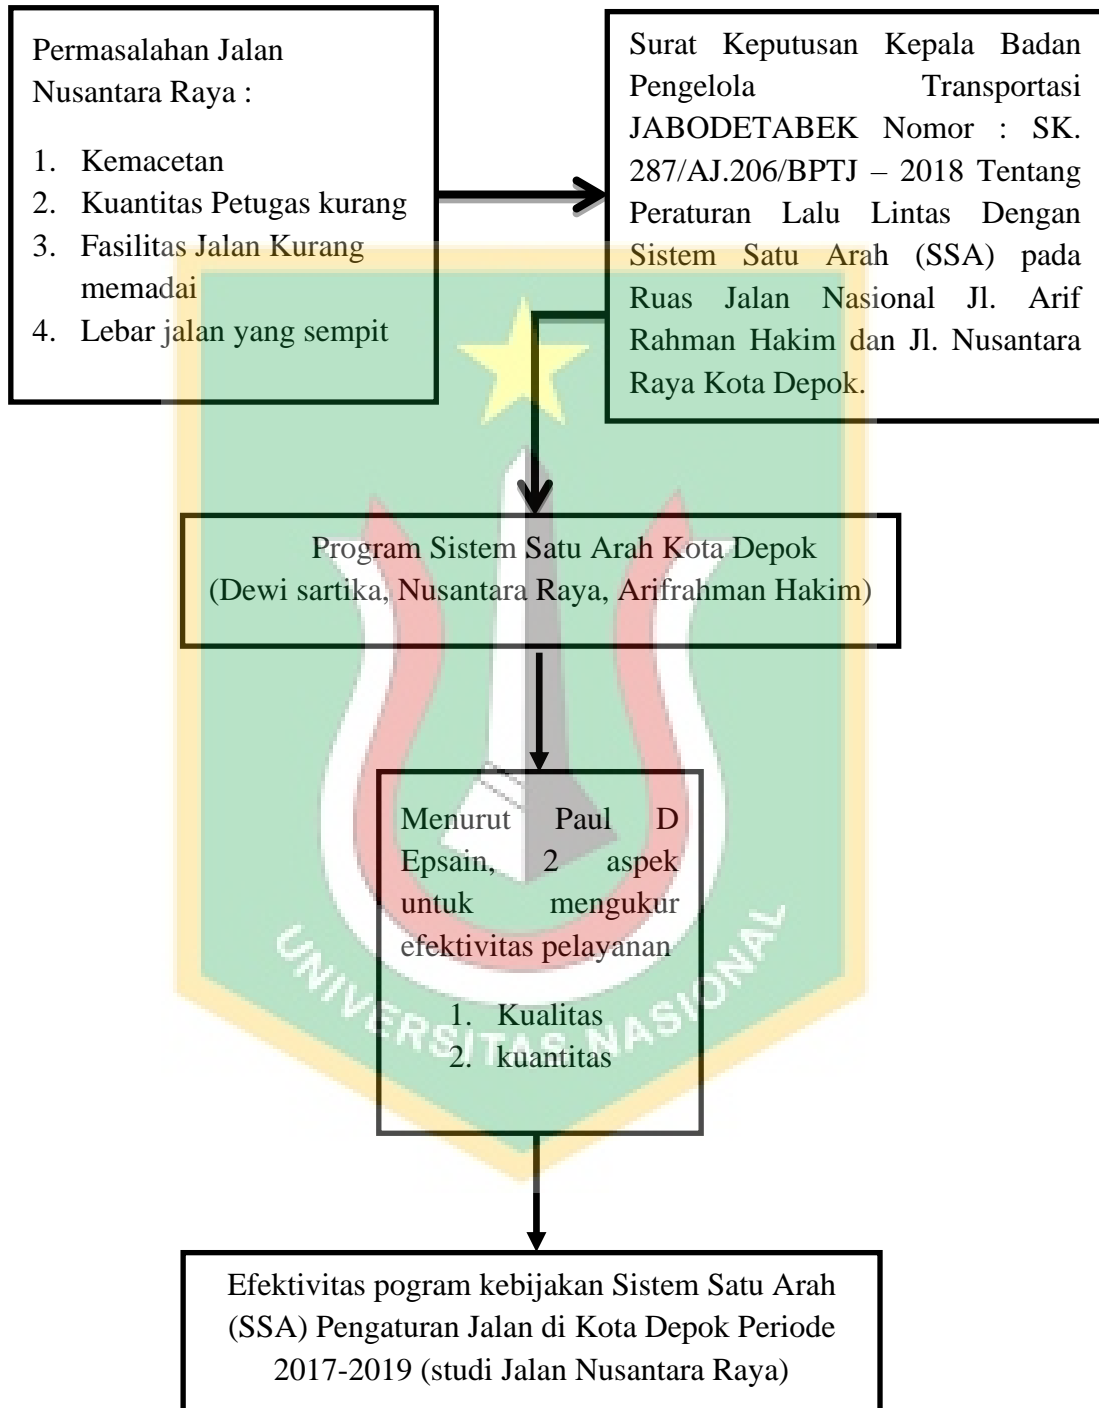 Permasalahan Jalan
Nusantara Raya :
1. Kemacetan
2. Kuantitas Petugas kurang
3. Fasilitas Jalan Kurang
memadai
4. Lebar jalan yang sempit
Surat Keputusan Kepala Badan
Pengelola Transportasi
JABODETABEK Nomor : SK.
287/AJ.206/BPTJ – 2018 Tentang
Peraturan Lalu Lintas Dengan
Sistem Satu Arah (SSA) pada
Ruas Jalan Nasional Jl. Arif
Rahman Hakim dan Jl. Nusantara
Raya Kota Depok.
Program Sistem Satu Arah Kota Depok
(Dewi sartika, Nusantara Raya, Arifrahman Hakim)
Menurut Paul D
Epsain, 2 aspek
untuk mengukur
efektivitas pelayanan
1. Kualitas
2. kuantitas
UNIVERSITAS NASIONAL
Efektivitas pogram kebijakan Sistem Satu Arah
(SSA) Pengaturan Jalan di Kota Depok Periode
2017-2019 (studi Jalan Nusantara Raya)